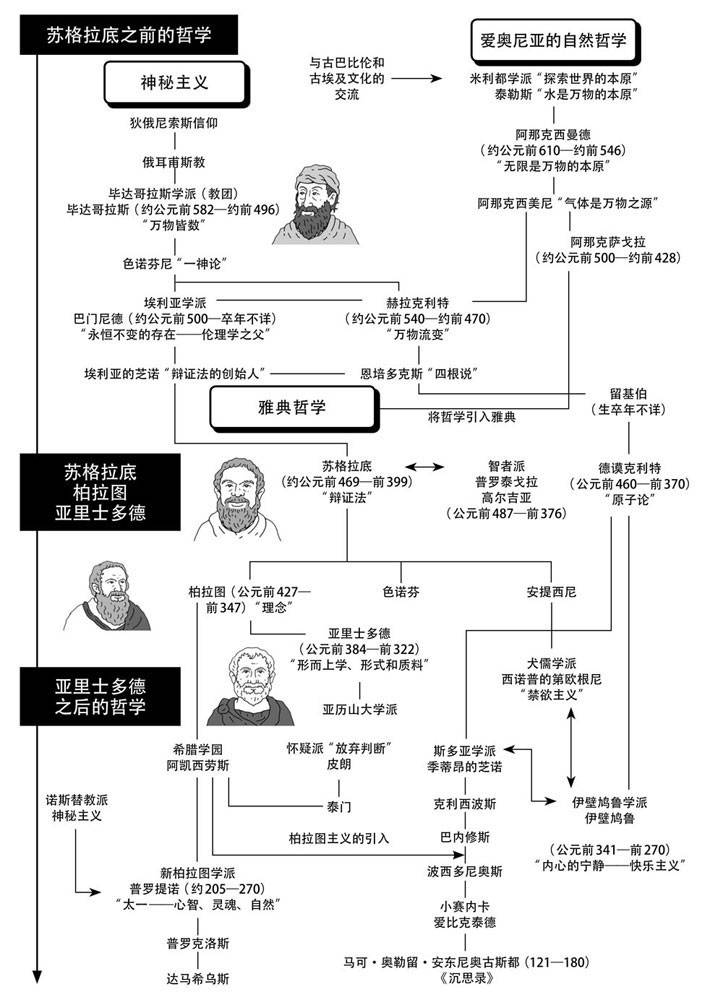 苏格拉底之前的哲学
爱奥尼亚的自然哲学
神秘主义
与古巴比伦和
古埃及文化的
交流
米利都学派“探索世界的本原”
泰勒斯“水是万物的本原”
狄俄尼索斯信仰
俄耳甫斯教
阿那克西曼德
(约公元前610—约前546)
“无限是万物的本原”
毕达哥拉斯学派(教团)
毕达哥拉斯(约公元前582—约前496)
“万物皆数”
阿那克西美尼“气体是万物之源”
阿那克萨戈拉
(约公元前500—约前428)
色诺芬尼“一神论”
埃利亚学派
巴门尼德(约公元前500—卒年不详)
“永恒不变的存在——伦理学之父”
赫拉克利特
(约公元前540—约前470)
“万物流变”
埃利亚的芝诺“辩证法的创始人”
恩培多克斯“四根说”
雅典哲学
将哲学引入雅典
留基伯
(生卒年不详)
苏格拉底
柏拉图
亚里士多德
苏格拉底
(约公元前469—前399)
“辩证法”
智者派
普罗泰戈拉
高尔吉亚
(公元前487—前376)
德谟克利特
(公元前460—前370)
“原子论”
柏拉图(公元前427—
前347)“理念”
色诺芬
安提西尼
亚里士多德
(公元前384—前322)
“形而上学、形式和质料”
亚历山大学派
犬儒学派
西诺普的第欧根尼
“禁欲主义”
亚里士多德
之后的哲学
希腊学园
阿凯西劳斯
怀疑派“放弃判断”
皮朗
泰门
斯多亚学派
季蒂昂的芝诺
克利西波斯
巴内修斯
波西多尼奥斯
小赛内卡
爱比克泰德
马可·奥勒留·安东尼奥古斯都(121—180)
《沉思录》
伊壁鸠鲁学派
伊壁鸠鲁
(公元前341—前270)
“内心的宁静——快乐主义”
诺斯替教派
神秘主义
柏拉图主义的引入
新柏拉图学派
普罗提诺(约205—270)
“太一——心智、灵魂、自然”
普罗克洛斯
达马希乌斯